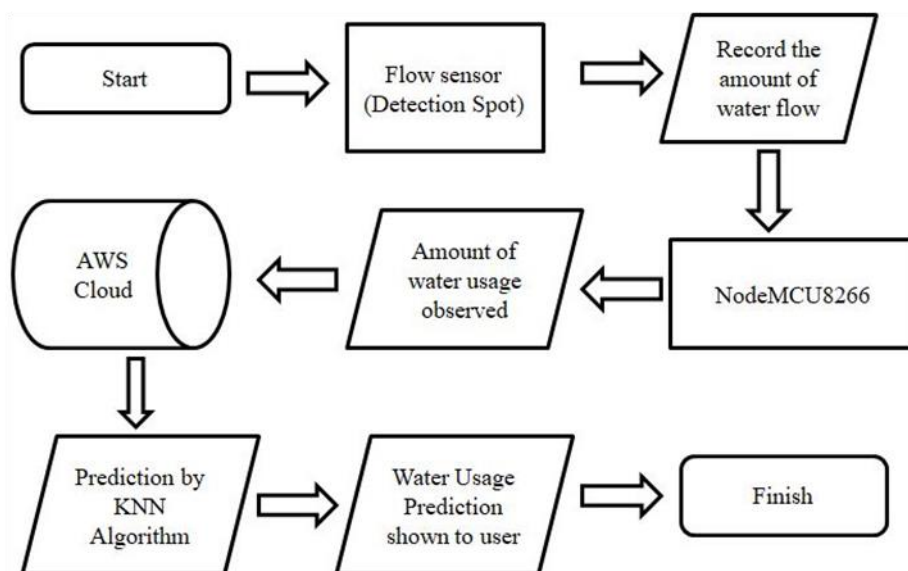 Start
Flow sensor
(Detection Spot)
Record the
amount of
water flow
NodeMCU8266
Amount of
water usage
observed
AWS
Cloud
Prediction by
KNN
Algorithm
Water Usage
Prediction
shown to user
Finish